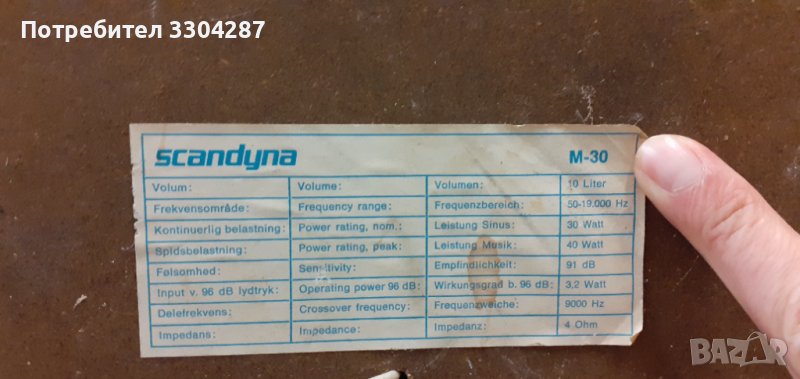 Потребител 3304287
scandyna M-30
Volum: Volume: Volumen: 10 Liter
Frekvensområde: Frequency range: Frequenzbereich: 50-19.000 Hz
Kontinuerlig belastning: Power rating, nom.: Leistung Sinus: 30 Watt
Spidsbelastning: Power rating, peak: Leistung Musik: 40 Watt
Følsomhed: Sensitivity: Empfindlichkeit: 91 dB
Input v. 96 dB lydtryk: Operating power 96 dB: Wirkungsgrad b. 96 dB: 3,2 Watt
Delefrekvens: Crossover frequency: Frequenzweiche: 9000 Hz
Impedans: Impedance: Impedanz: 4 Ohm
BAZAR